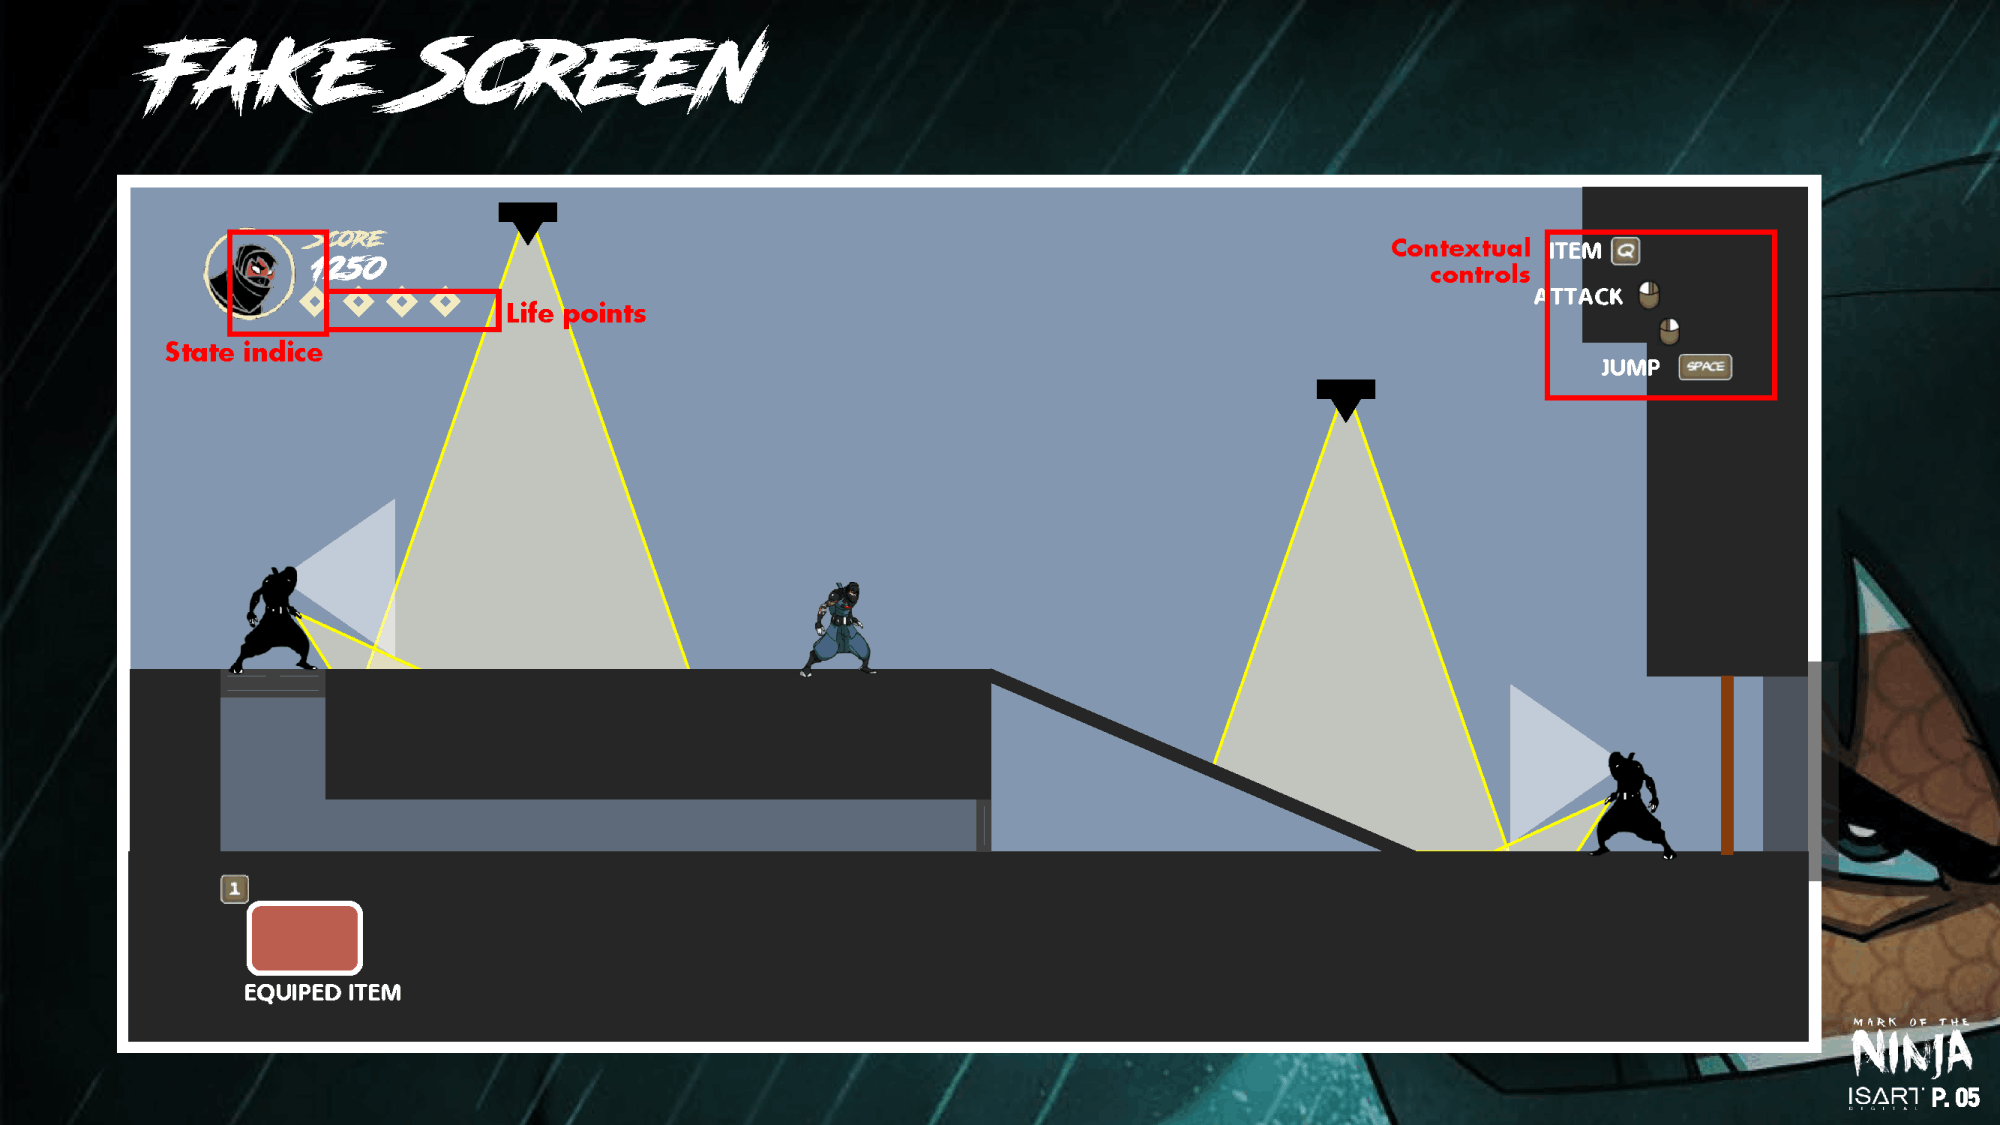 FAKE SCREEN
SCORE
1250
Life points
State indice
Contextual
controls
ITEM Q
ATTACK
JUMP SPACE
1
EQUIPED ITEM
MARK OF THE
NINJA
ISART
DIGITAL
P. 05